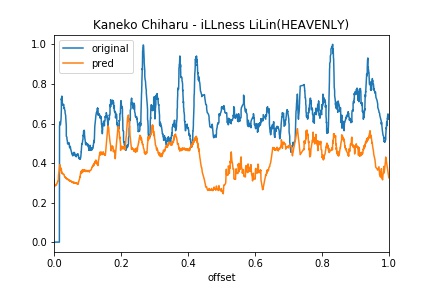 Kaneko Chiharu - iLLness LiLin(HEAVENLY)
original
pred
1.0
0.8
0.6
0.4
0.2
0.0
0.0 0.2 0.4 0.6 0.8 1.0
offset